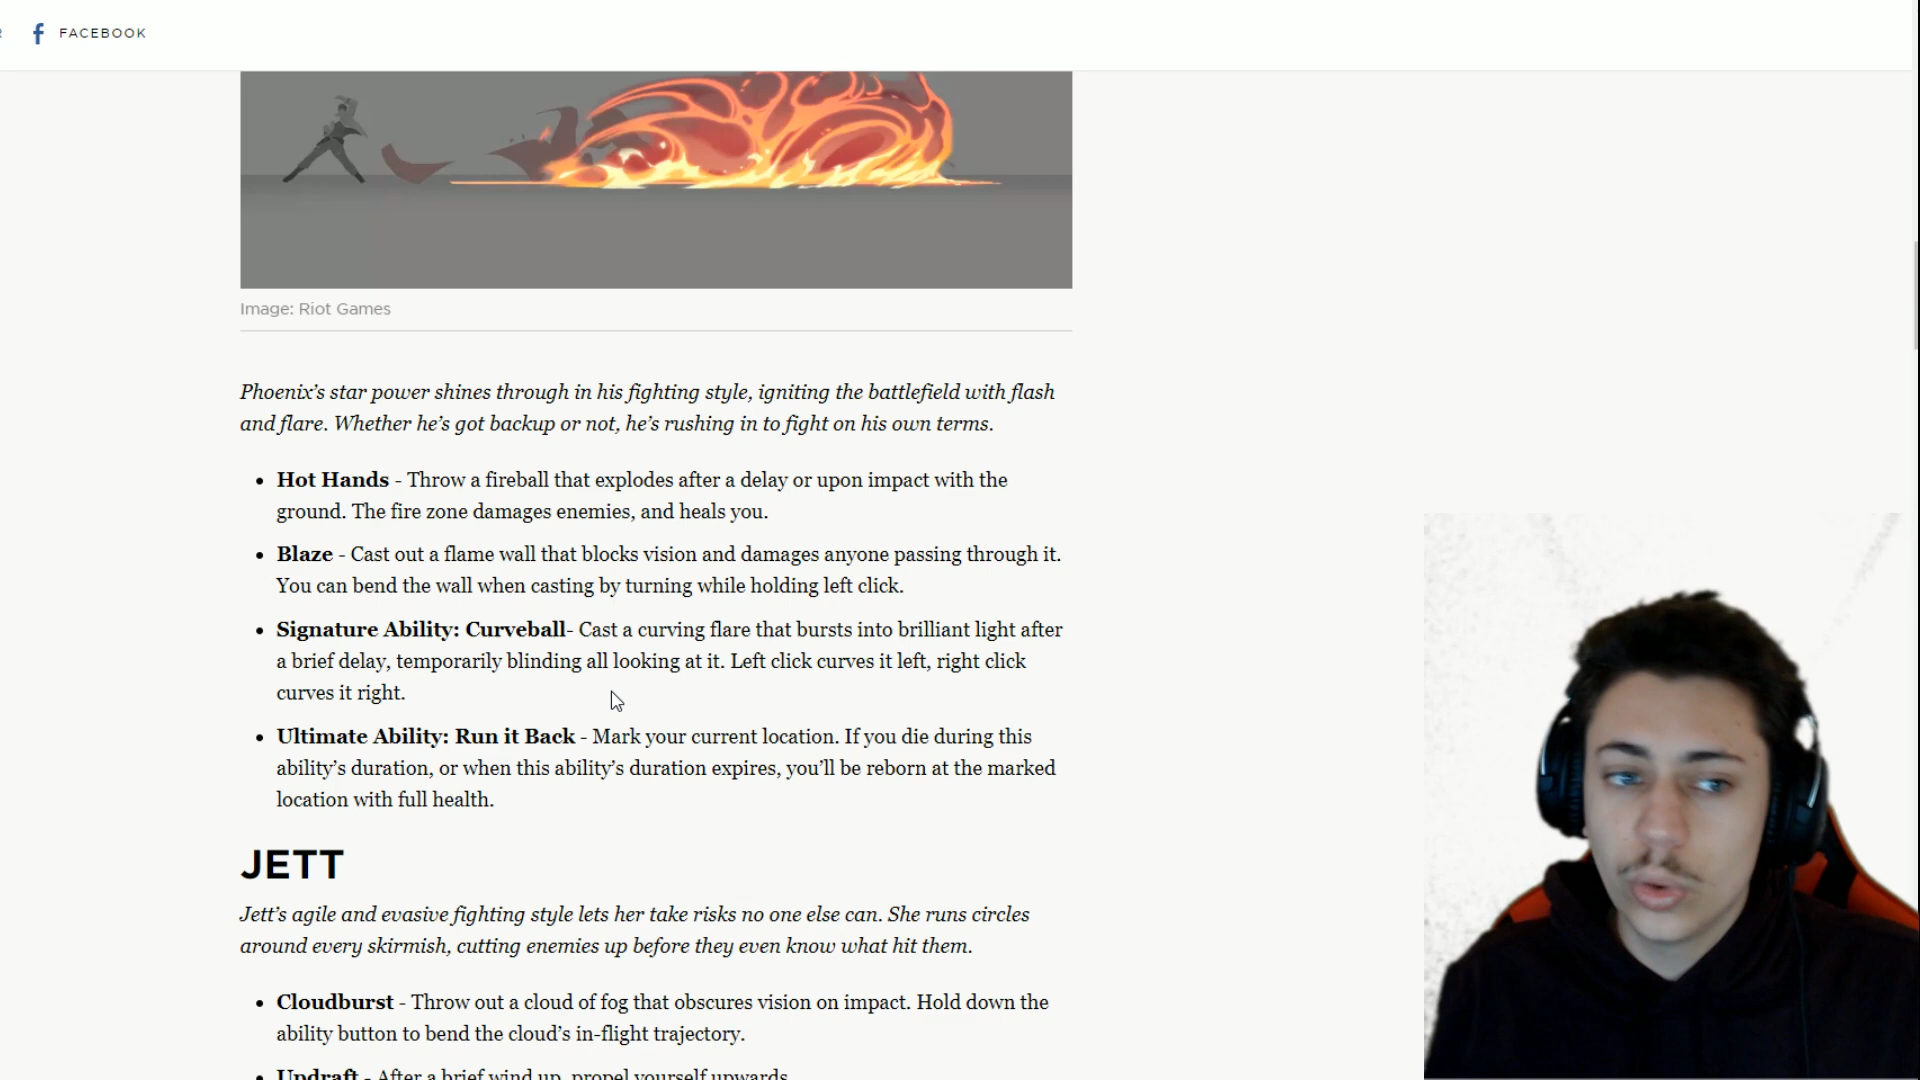 FACEBOOK
Image: Riot Games
Phoenix’s star power shines through in his fighting style, igniting the battlefield with flash
and flare. Whether he’s got backup or not, he’s rushing in to fight on his own terms.
• Hot Hands - Throw a fireball that explodes after a delay or upon impact with the
ground. The fire zone damages enemies, and heals you.
• Blaze - Cast out a flame wall that blocks vision and damages anyone passing through it.
You can bend the wall when casting by turning while holding left click.
• Signature Ability: Curveball- Cast a curving flare that bursts into brilliant light after
a brief delay, temporarily blinding all looking at it. Left click curves it left, right click
curves it right.
• Ultimate Ability: Run it Back - Mark your current location. If you die during this
ability’s duration, or when this ability’s duration expires, you’ll be reborn at the marked
location with full health.
JETT
Jett’s agile and evasive fighting style lets her take risks no one else can. She runs circles
around every skirmish, cutting enemies up before they even know what hit them.
• Cloudburst - Throw out a cloud of fog that obscures vision on impact. Hold down the
ability button to bend the cloud’s in-flight trajectory.
• Updraft - After a brief wind up, propel yourself upwards